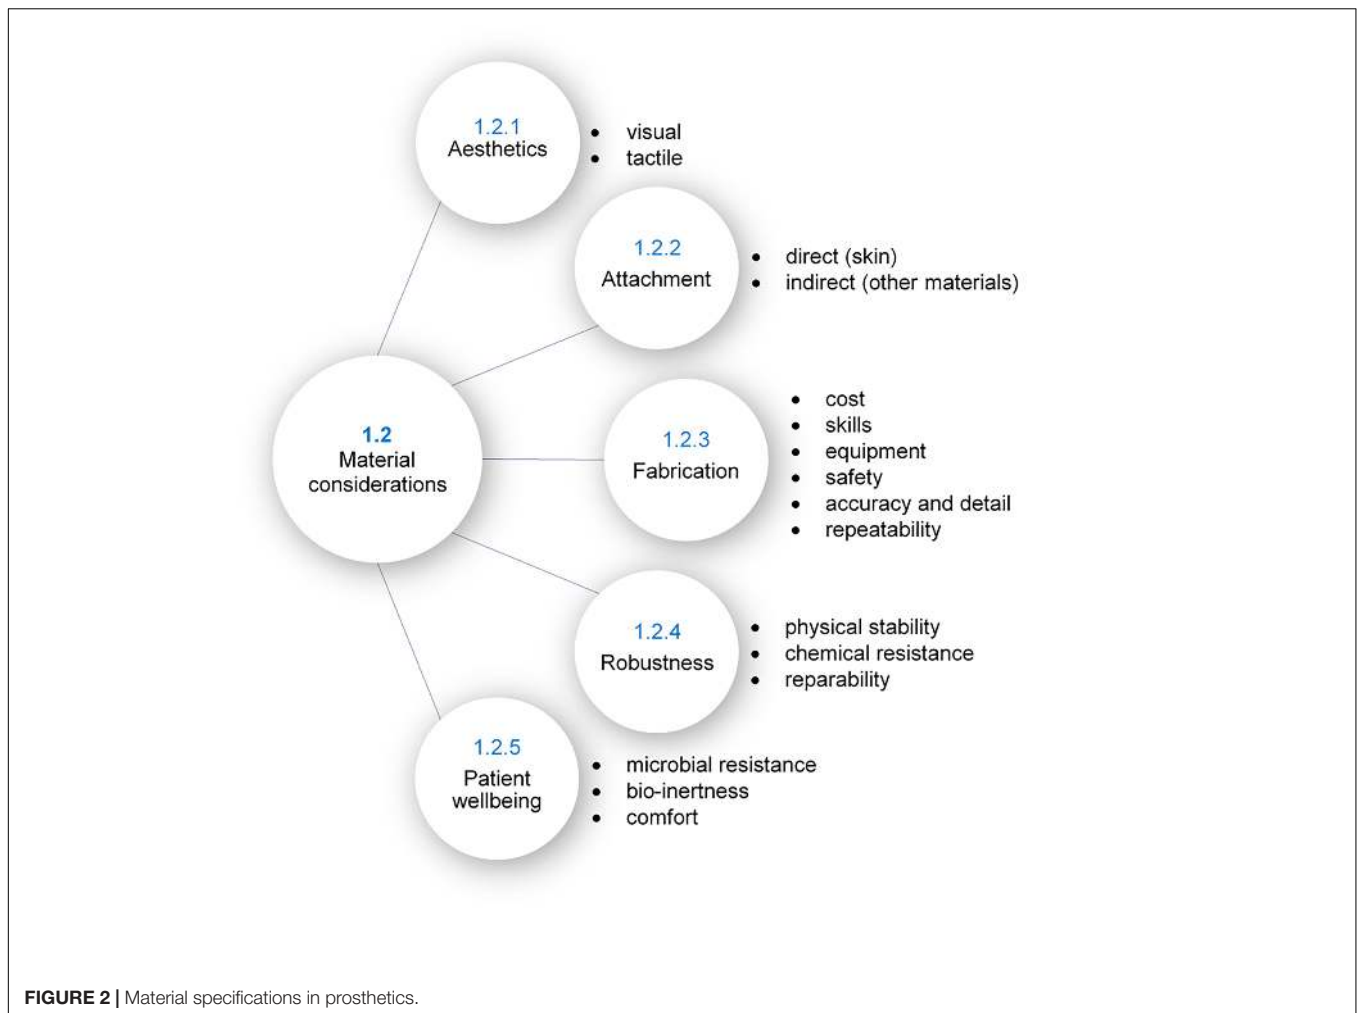 1.2.1
Aesthetics
• visual
• tactile
1.2.2
Attachment
• direct (skin)
• indirect (other materials)
1.2
Material
considerations
1.2.3
Fabrication
• cost
• skills
• equipment
• safety
• accuracy and detail
• repeatability
1.2.4
Robustness
• physical stability
• chemical resistance
• reparability
1.2.5
Patient
wellbeing
• microbial resistance
• bio-inertness
• comfort
FIGURE 2 | Material specifications in prosthetics.